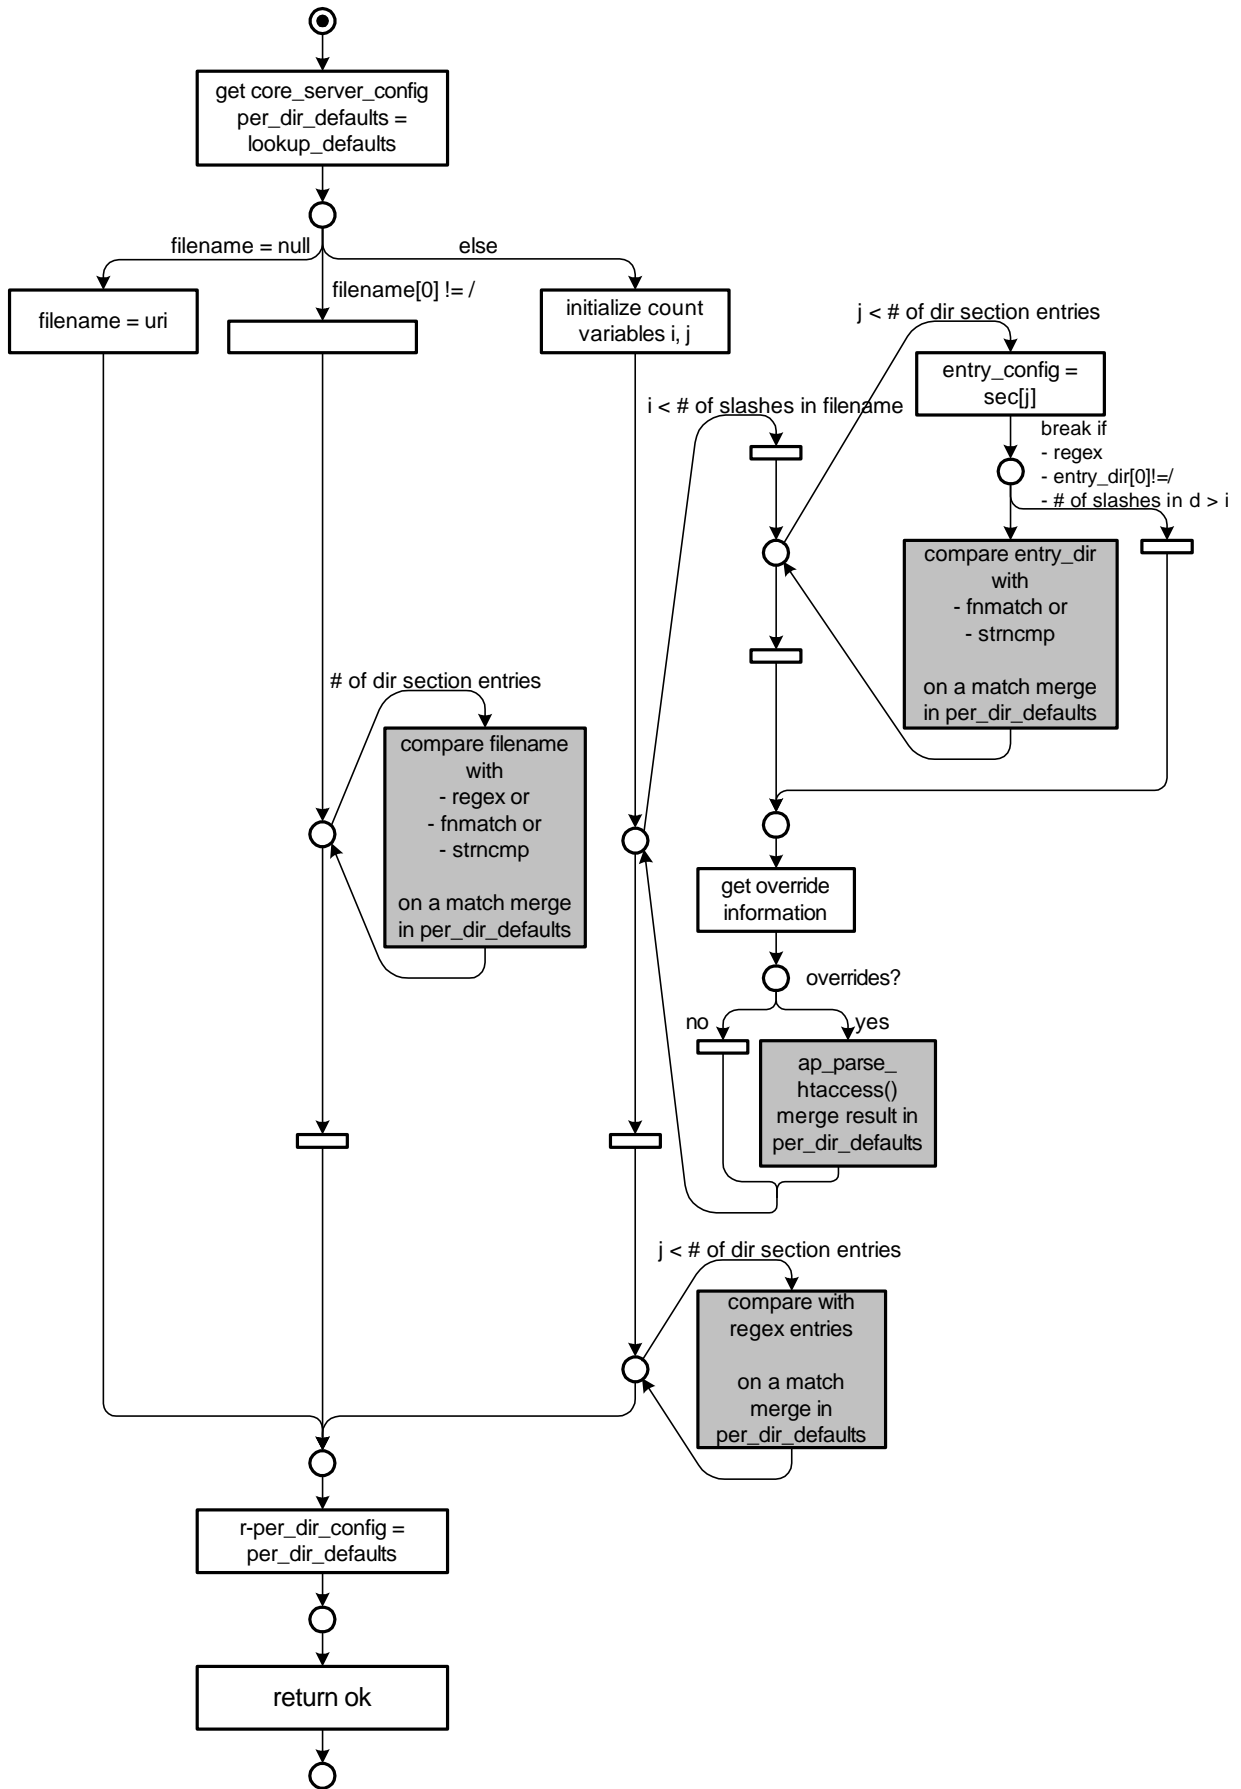 get core_server_config
per_dir_defaults =
lookup_defaults
filename = null
else
filename[0] != /
filename = uri
initialize count
variables i, j
j < # of dir section entries
entry_config =
sec[j]
i < # of slashes in filename
break if
- regex
- entry_dir[0]!=/
- # of slashes in d > i
compare entry_dir
with
- fnmatch or
- strncmp
on a match merge
in per_dir_defaults
# of dir section entries
compare filename
with
- regex or
- fnmatch or
- strncmp
on a match merge
in per_dir_defaults
get override
information
overrides?
no
yes
ap_parse_
htaccess()
merge result in
per_dir_defaults
j < # of dir section entries
compare with
regex entries
on a match
merge in
per_dir_defaults
r-per_dir_config =
per_dir_defaults
return ok